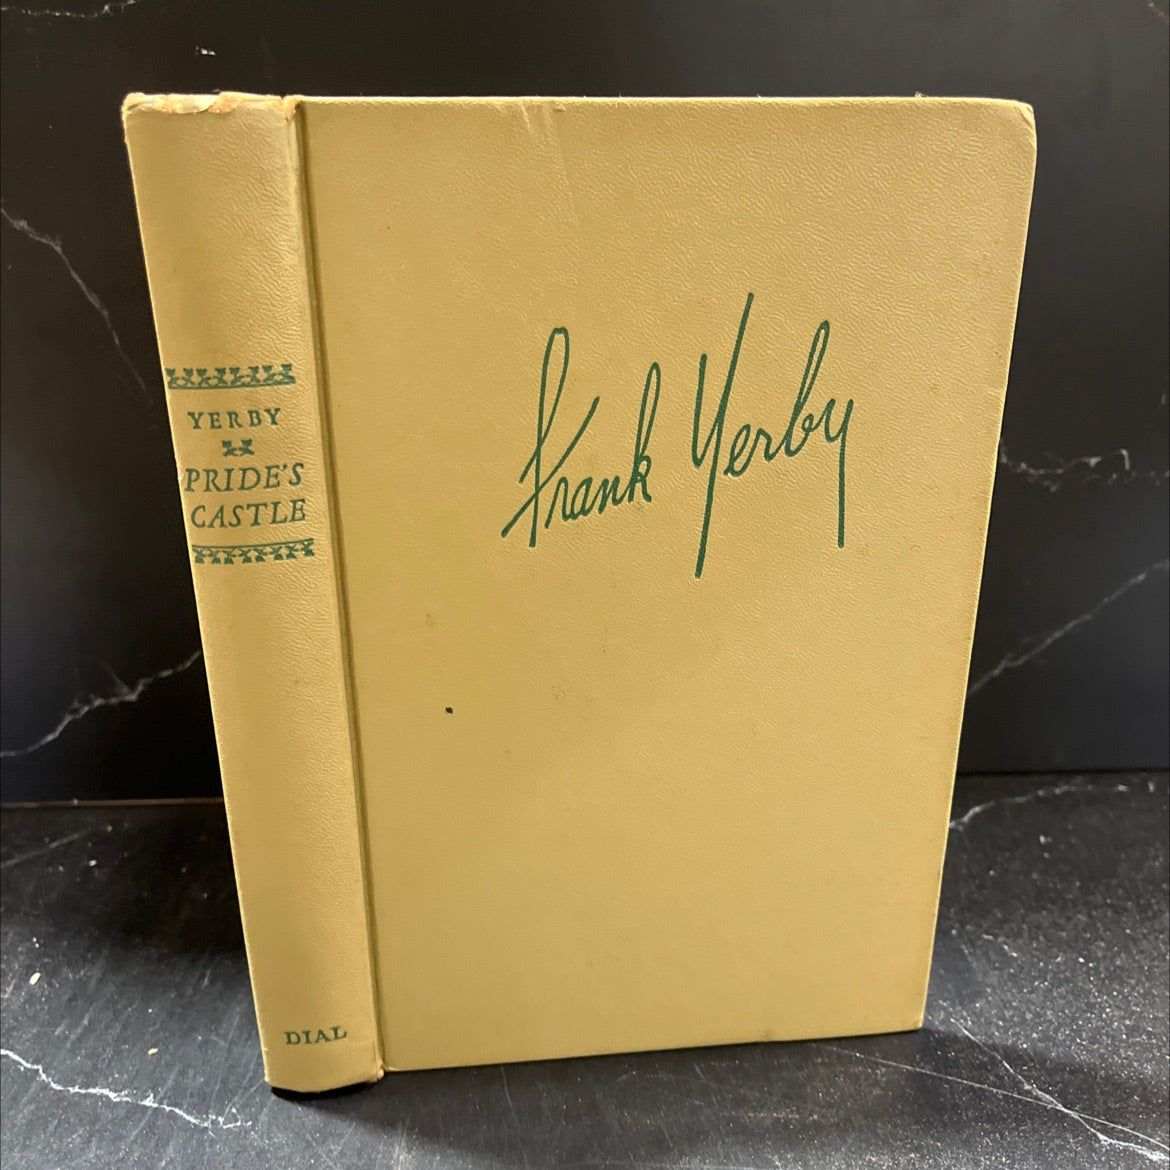 YERBY
PRIDE'S
CASTLE
DIAL
Frank Yerby